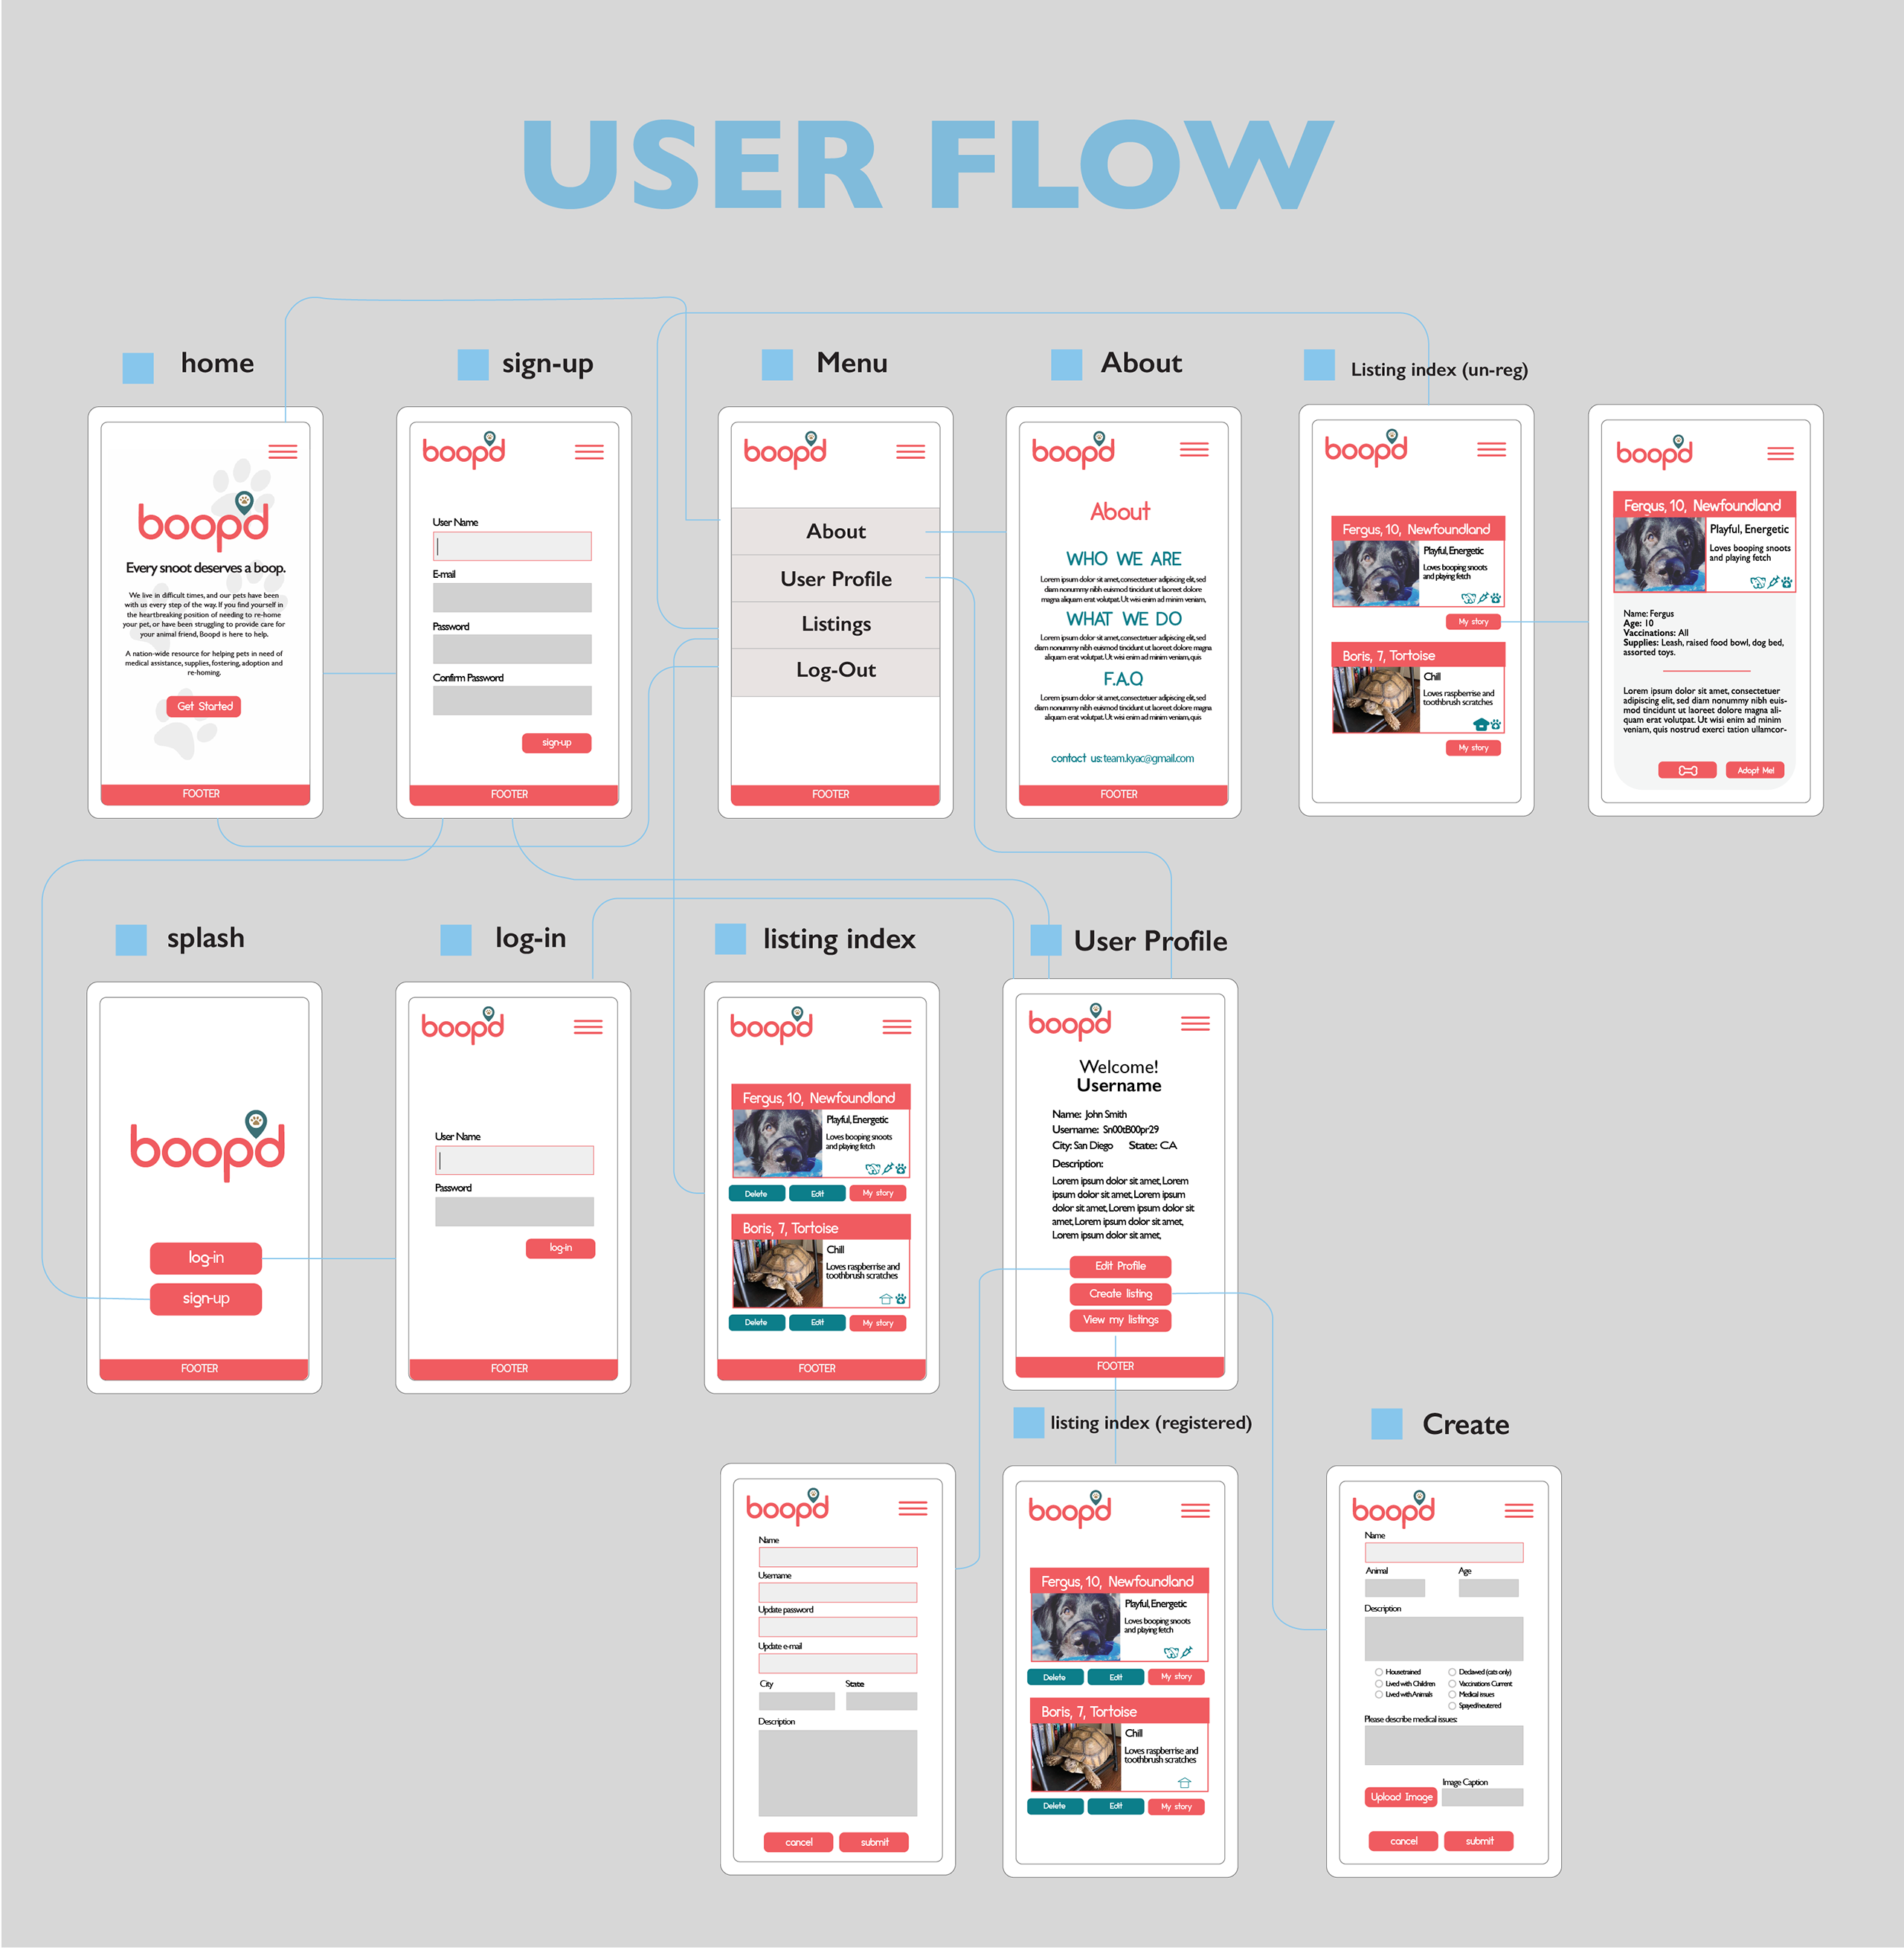 USER FLOW
home
boopd
Every snoot deserves a boop.
We live in difficult times, and our pets have been
with us every step of the way. If you find yourself in
the heartbreaking position of needing to re-home
your pet, or have been struggling to provide care for
your animal friend, Boopd is here to help.
A nation-wide resource for helping pets in need of
medical assistance, supplies, fostering, adoption and
re-homing.
Get Started
FOOTER
sign-up
boopd
User Name
E-mail
Password
Confirm Password
sign-up
FOOTER
Menu
boopd
About
User Profile
Listings
Log-Out
FOOTER
About
boopd
About
WHO WE ARE
Lorem ipsum dolor sit amet, consectetuer adipiscing elit, sed
diam nonummy nibh euismod tincidunt ut laoreet dolore
magna aliquam erat volutpat. Ut wisi enim ad minim veniam,
WHAT WE DO
Lorem ipsum dolor sit amet, consectetuer adipiscing elit, sed
diam nonummy nibh euismod tincidunt ut laoreet dolore magna
aliquam erat volutpat. Ut wisi enim ad minim veniam, quis
F.A.Q
Lorem ipsum dolor sit amet, consectetuer adipiscing elit, sed
diam nonummy nibh euismod tincidunt ut laoreet dolore magna
aliquam erat volutpat. Ut wisi enim ad minim veniam, quis
contact us: team.kyac@gmail.com
FOOTER
Listing index (un-reg)
boopd
Fergus, 10, Newfoundland
Playful, Energetic
Loves booping snoots
and playing fetch
My story
Boris, 7, Tortoise
Chill
Loves raspberrise and
toothbrush scratches
My story
boopd
Fergus, 10, Newfoundland
Playful, Energetic
Loves booping snoots
and playing fetch
Name: Fergus
Age: 10
Vaccinations: All
Supplies: Leash, raised food bowl, dog bed,
assorted toys.
Lorem ipsum dolor sit amet, consectetuer
adipiscing elit, sed diam nonummy nibh euis-
mod tincidunt ut laoreet dolore magna ali-
quam erat volutpat. Ut wisi enim ad minim
veniam, quis nostrud exerci tation ullamcor-
Adopt Me!
splash
boopd
log-in
sign-up
FOOTER
log-in
boopd
User Name
Password
log-in
FOOTER
listing index
boopd
Fergus, 10, Newfoundland
Playful, Energetic
Loves booping snoots
and playing fetch
Delete Edit My story
Boris, 7, Tortoise
Chill
Loves raspberrise and
toothbrush scratches
Delete Edit My story
FOOTER
User Profile
boopd
Welcome!
Username
Name: John Smith
Username: Sn00tB00pr29
City: San Diego State: CA
Description:
Lorem ipsum dolor sit amet, Lorem
ipsum dolor sit amet, Lorem ipsum
dolor sit amet, Lorem ipsum dolor sit
amet, Lorem ipsum dolor sit amet,
Lorem ipsum dolor sit amet,
Edit Profile
Create listing
View my listings
FOOTER
boopd
Name
Username
Update password
Update e-mail
City State
Description
cancel submit
listing index (registered)
boopd
Fergus, 10, Newfoundland
Playful, Energetic
Loves booping snoots
and playing fetch
Delete Edit My story
Boris, 7, Tortoise
Chill
Loves raspberrise and
toothbrush scratches
Delete Edit My story
Create
boopd
Name
Animal Age
Description
Housetrained Declawed (cats only)
Lived with Children Vaccinations Current
Lived with Animals Medical issues
Spayed/neutered
Please describe medical issues:
Image Caption
Upload Image
cancel submit